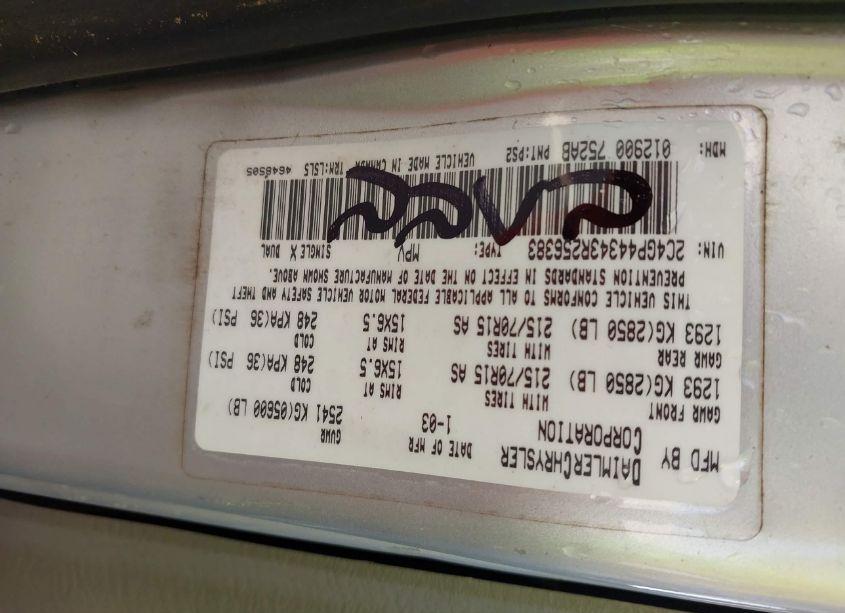 MFD BY DAIMLERCHRYSLER CORPORATION
DATE OF MFR 1-03
GVWR 2541 KG(05600 LB)
GAWR FRONT WITH TIRES RIMS AT COLD
1293 KG(2850 LB) 215/70R15 AS 15X6.5 248 KPA(36 PSI)
GAWR REAR WITH TIRES RIMS AT COLD
1293 KG(2850 LB) 215/70R15 AS 15X6.5 248 KPA(36 PSI)
THIS VEHICLE CONFORMS TO ALL APPLICABLE FEDERAL MOTOR VEHICLE SAFETY AND THEFT
PREVENTION STANDARDS IN EFFECT ON THE DATE OF MANUFACTURE SHOWN ABOVE.
VIN: 2C4GP44343R256383 TYPE: MPV SINGLE X DUAL
MDH: 012900 752AB PNT:PS2 VEHICLE MADE IN CANADA TRM:LSL5 4648505